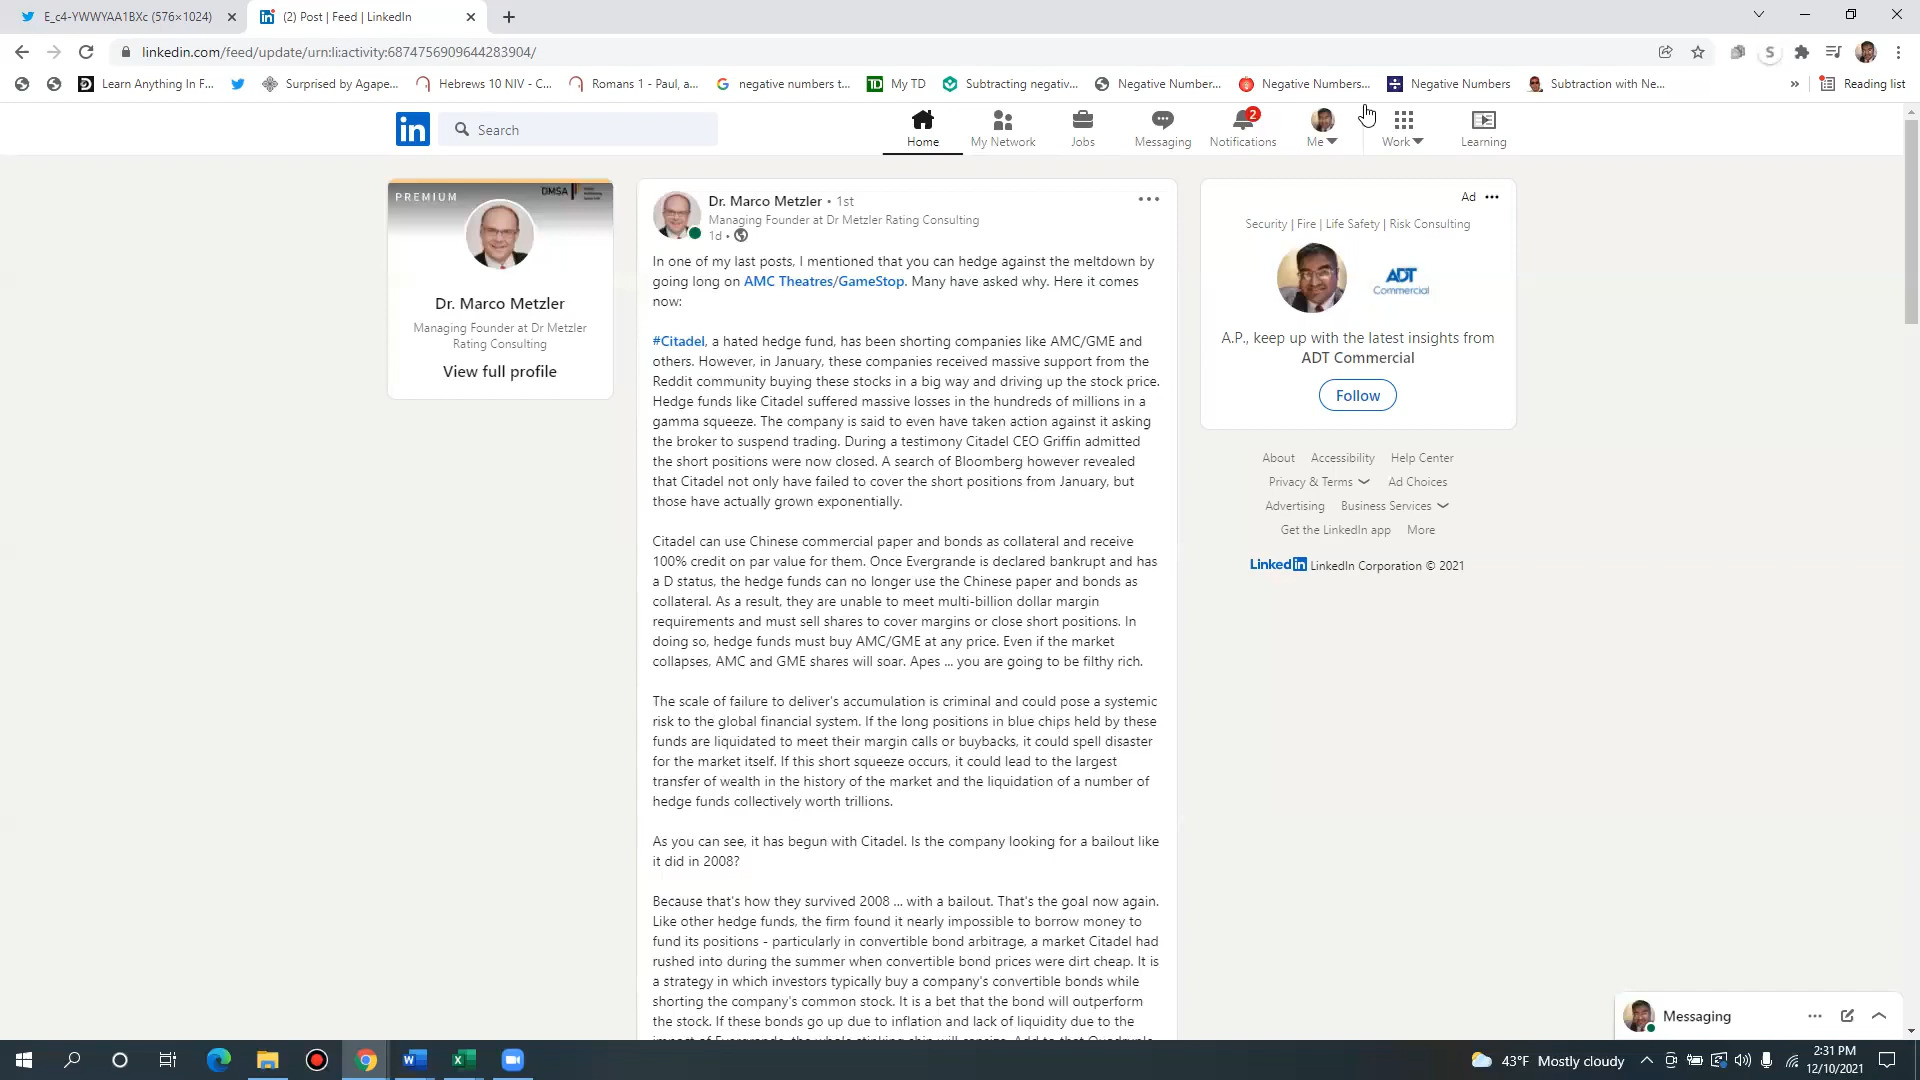 E_c4-YWWYAA1BXc (576×1024)
(2) Post | Feed | LinkedIn
linkedin.com/feed/update/urn:li:activity:6874756909644283904/
Learn Anything In F...
Surprised by Agape...
Hebrews 10 NIV - C...
Romans 1 - Paul, a...
negative numbers t...
My TD
Subtracting negativ...
Negative Number...
Negative Numbers...
Negative Numbers
Subtraction with Ne...
»
Reading list
in
Search
Home
My Network
Jobs
Messaging
2
Notifications
Me
Work
Learning
PREMIUM
DMSA
Dr. Marco Metzler
Managing Founder at Dr Metzler
Rating Consulting
View full profile
Dr. Marco Metzler • 1st
Managing Founder at Dr Metzler Rating Consulting
1d •
In one of my last posts, I mentioned that you can hedge against the meltdown by
going long on AMC Theatres/GameStop. Many have asked why. Here it comes
now:
#Citadel, a hated hedge fund, has been shorting companies like AMC/GME and
others. However, in January, these companies received massive support from the
Reddit community buying these stocks in a big way and driving up the stock price.
Hedge funds like Citadel suffered massive losses in the hundreds of millions in a
gamma squeeze. The company is said to even have taken action against it asking
the broker to suspend trading. During a testimony Citadel CEO Griffin admitted
the short positions were now closed. A search of Bloomberg however revealed
that Citadel not only have failed to cover the short positions from January, but
those have actually grown exponentially.
Citadel can use Chinese commercial paper and bonds as collateral and receive
100% credit on par value for them. Once Evergrande is declared bankrupt and has
a D status, the hedge funds can no longer use the Chinese paper and bonds as
collateral. As a result, they are unable to meet multi-billion dollar margin
requirements and must sell shares to cover margins or close short positions. In
doing so, hedge funds must buy AMC/GME at any price. Even if the market
collapses, AMC and GME shares will soar. Apes ... you are going to be filthy rich.
The scale of failure to deliver's accumulation is criminal and could pose a systemic
risk to the global financial system. If the long positions in blue chips held by these
funds are liquidated to meet their margin calls or buybacks, it could spell disaster
for the market itself. If this short squeeze occurs, it could lead to the largest
transfer of wealth in the history of the market and the liquidation of a number of
hedge funds collectively worth trillions.
As you can see, it has begun with Citadel. Is the company looking for a bailout like
it did in 2008?
Because that's how they survived 2008 ... with a bailout. That's the goal now again.
Like other hedge funds, the firm found it nearly impossible to borrow money to
fund its positions - particularly in convertible bond arbitrage, a market Citadel had
rushed into during the summer when convertible bond prices were dirt cheap. It is
a strategy in which investors typically buy a company's convertible bonds while
shorting the company's common stock. It is a bet that the bond will outperform
the stock. If these bonds go up due to inflation and lack of liquidity due to the
Ad
Security | Fire | Life Safety | Risk Consulting
ADT
Commercial
A.P., keep up with the latest insights from
ADT Commercial
Follow
About Accessibility Help Center
Privacy & Terms Ad Choices
Advertising Business Services
Get the LinkedIn app More
LinkedIn LinkedIn Corporation © 2021
Messaging
43°F Mostly cloudy
2:31 PM
12/10/2021